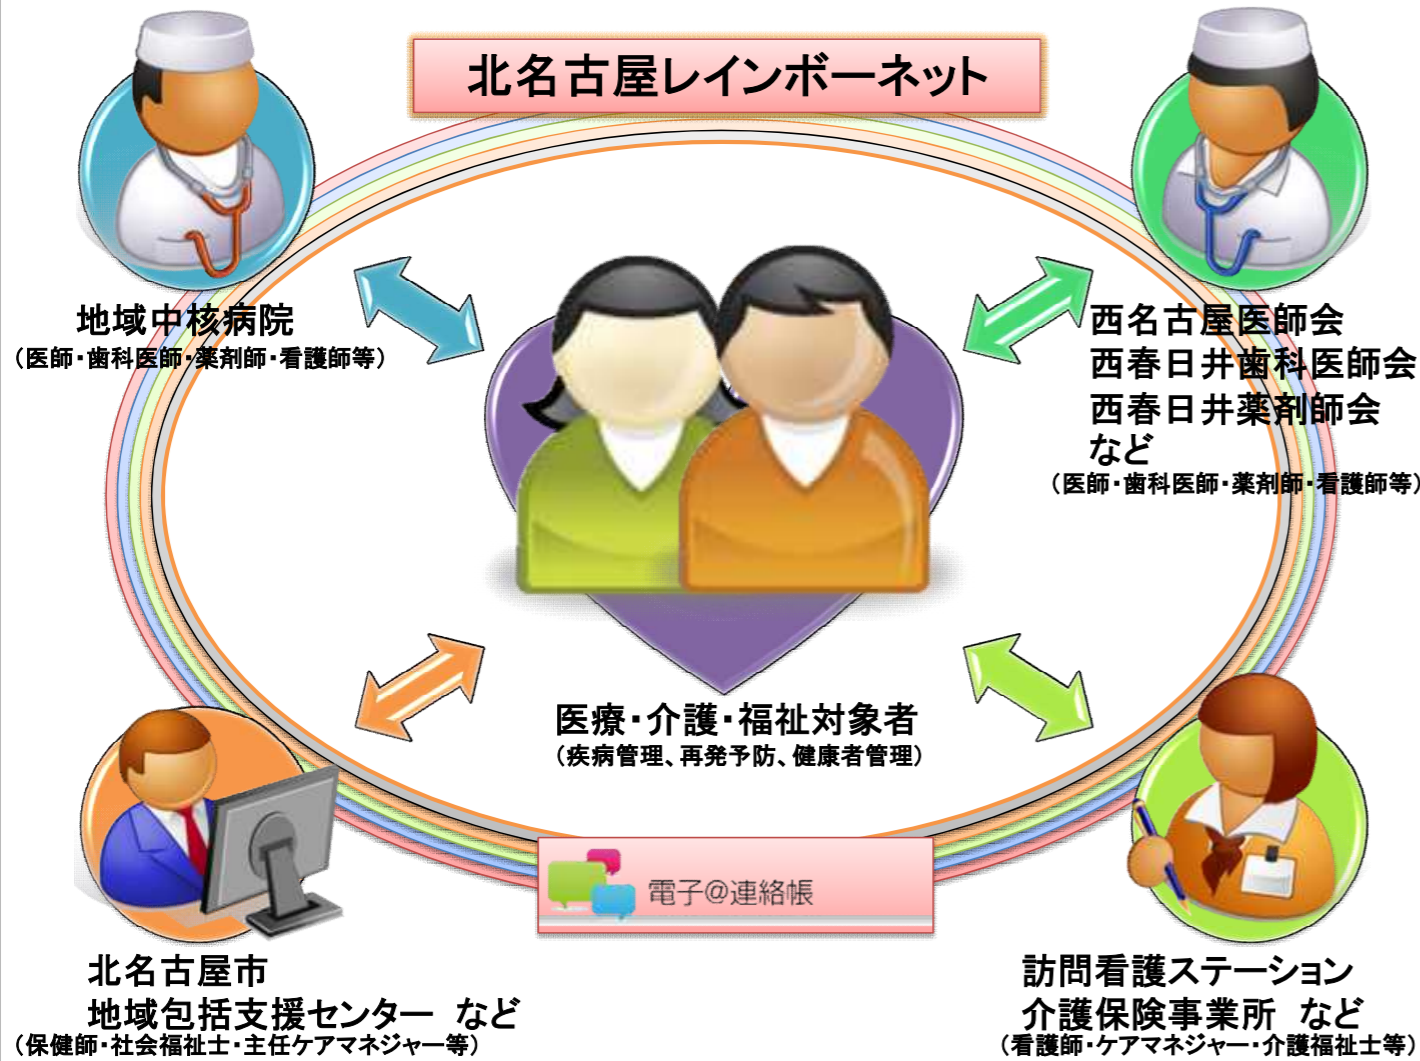 北名古屋レインボーネット
地域中核病院
（医師・歯科医師・薬剤師・看護師等）
西名古屋医師会
西春日井歯科医師会
西春日井薬剤師会
など
（医師・歯科医師・薬剤師・看護師等）
医療・介護・福祉対象者
（疾病管理、再発予防、健康者管理）
電子@連絡帳
北名古屋市
地域包括支援センター など
（保健師・社会福祉士・主任ケアマネジャー等）
訪問看護ステーション
介護保険事業所 など
（看護師・ケアマネジャー・介護福祉士等）